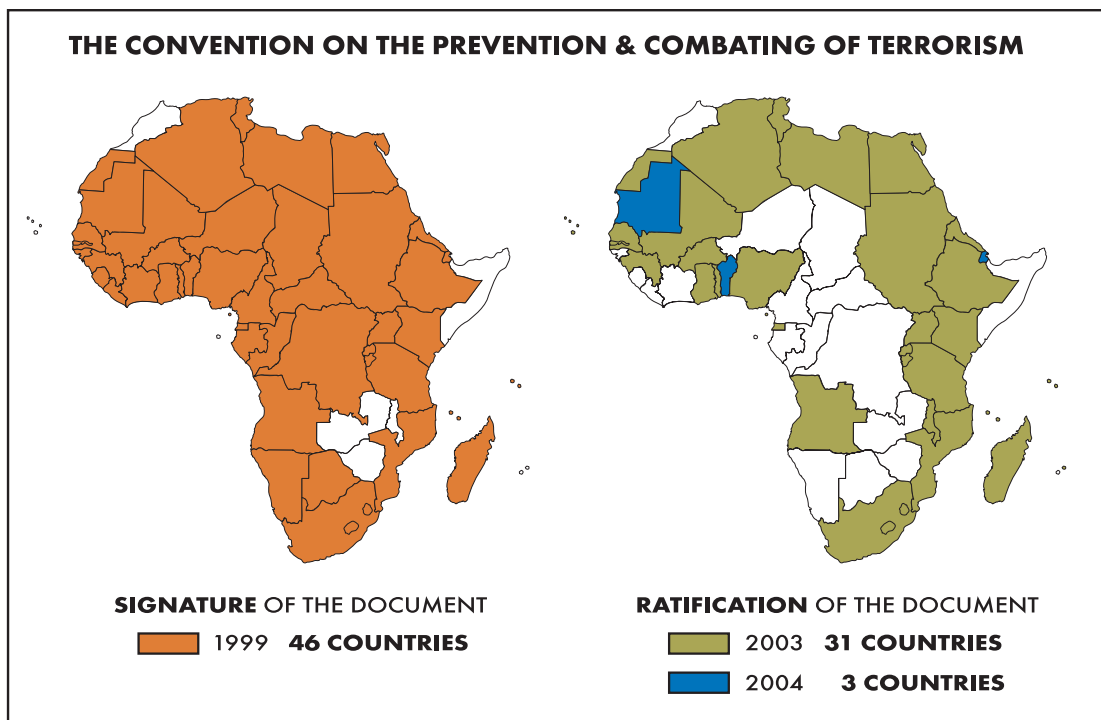 THE CONVENTION ON THE PREVENTION & COMBATING OF TERRORISM
SIGNATURE OF THE DOCUMENT
1999 46 COUNTRIES
RATIFICATION OF THE DOCUMENT
2003 31 COUNTRIES
2004 3 COUNTRIES